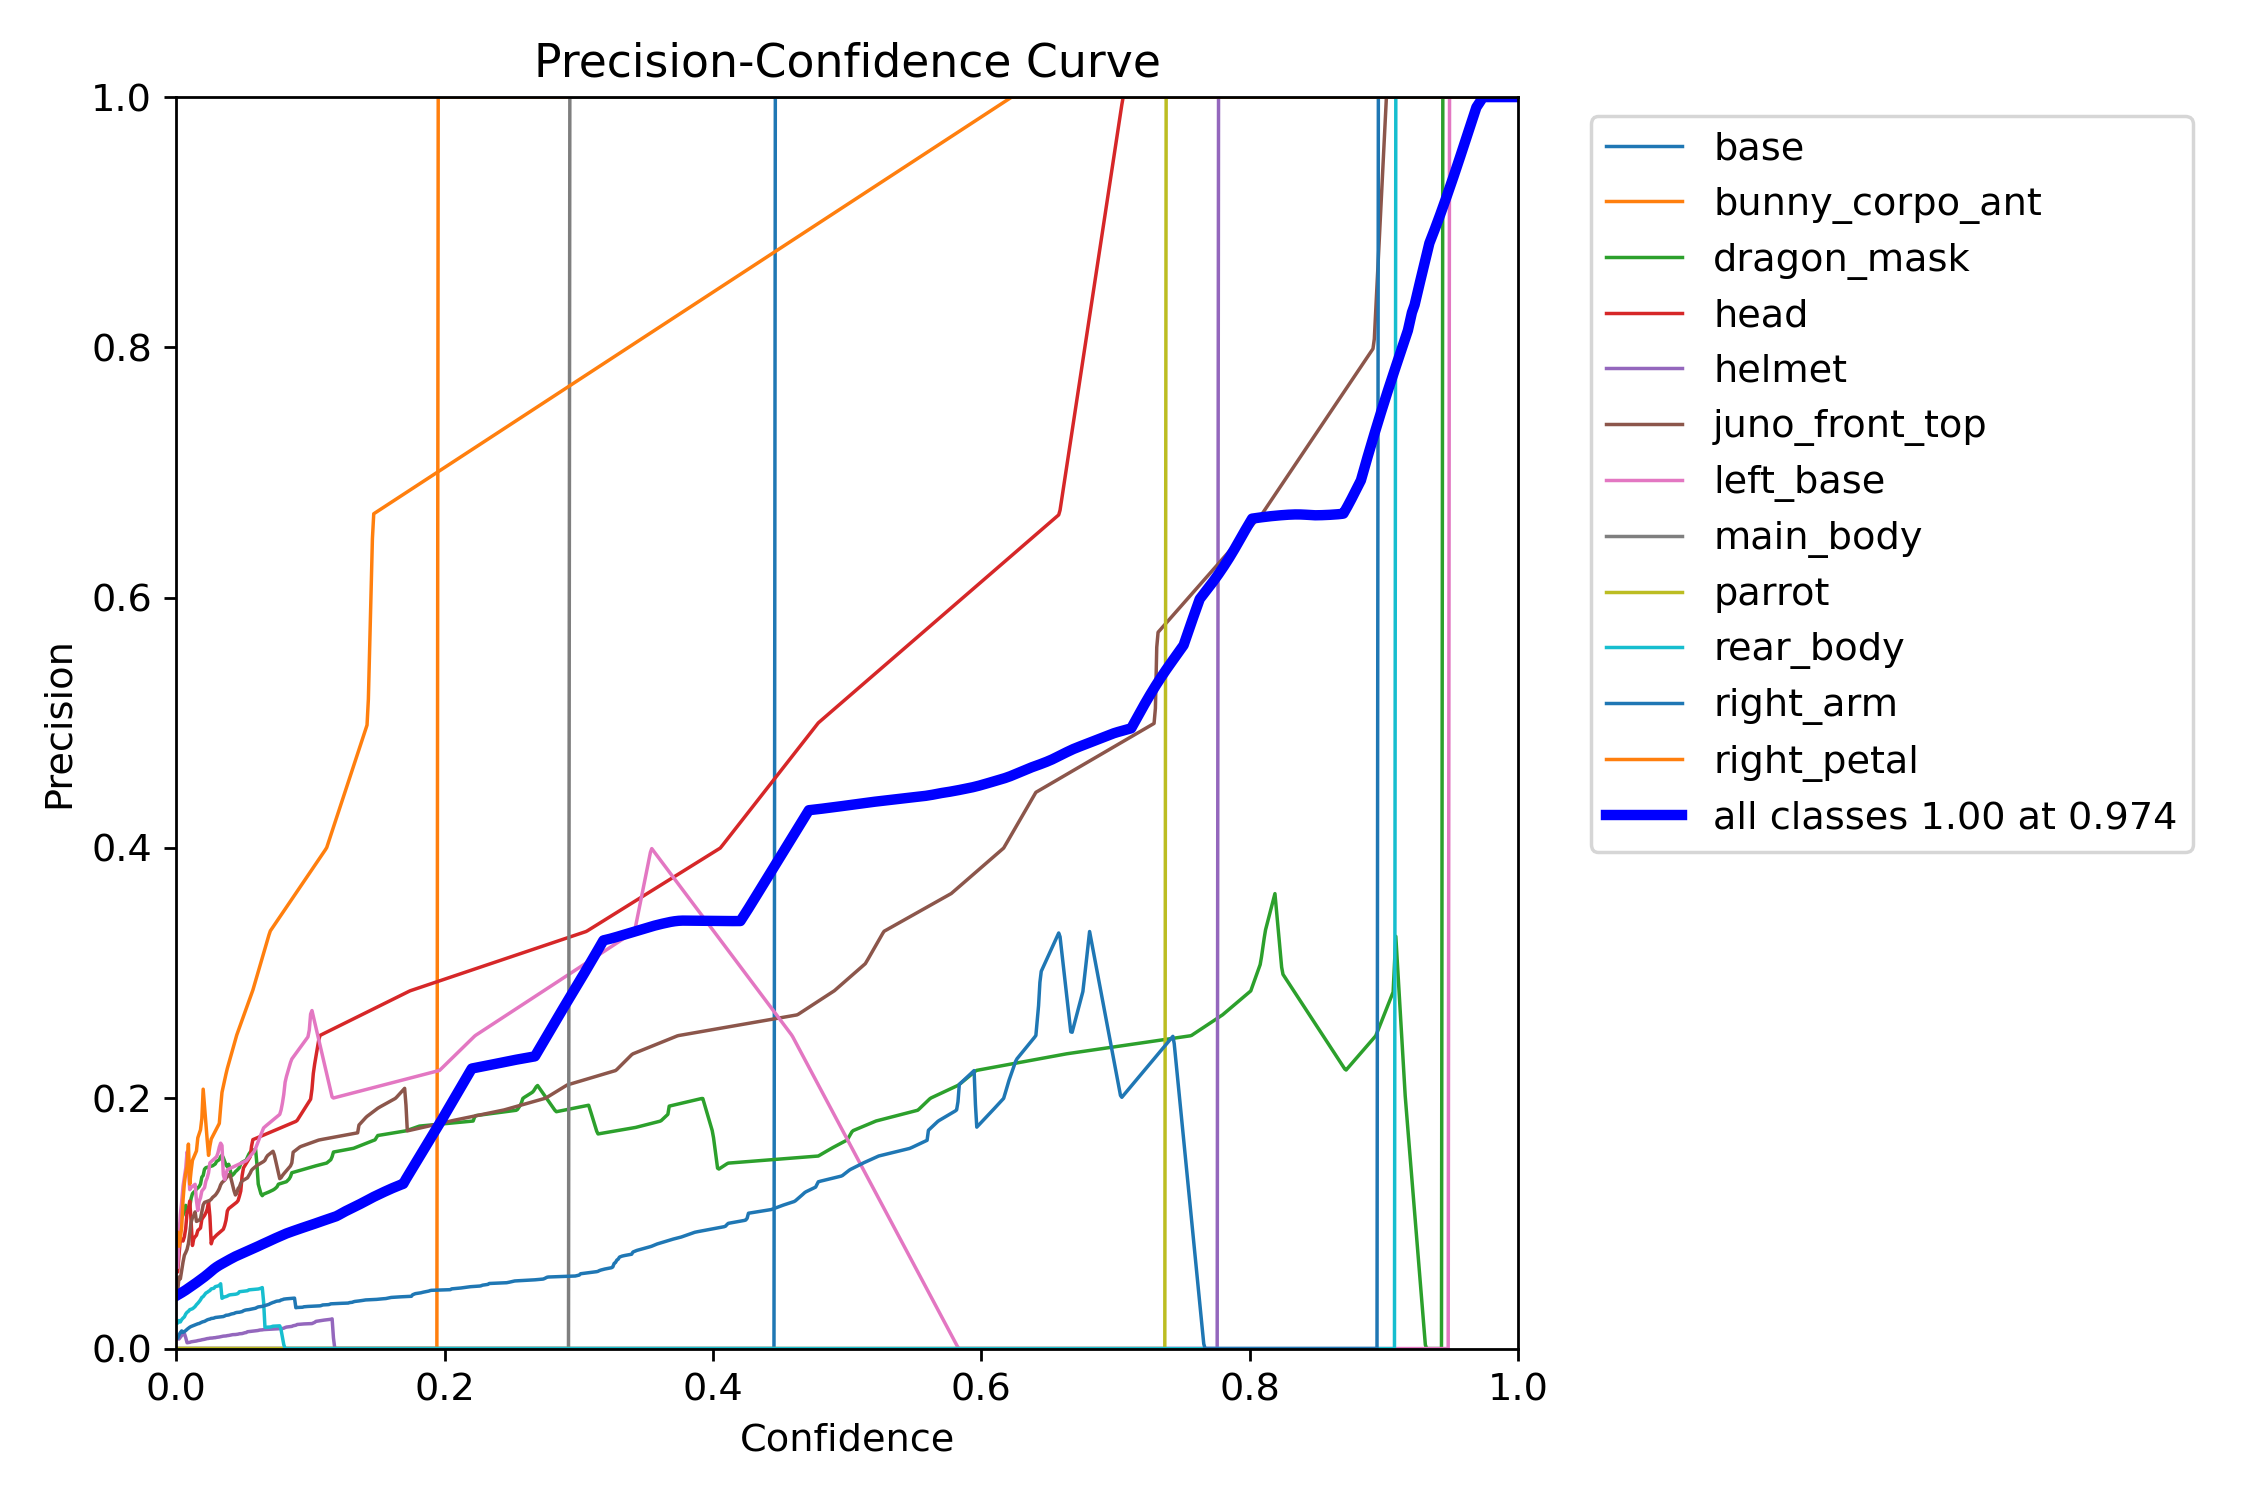 Precision-Confidence Curve
1.0
0.8
0.6
0.4
0.2
0.0
Precision
0.0 0.2 0.4 0.6 0.8 1.0
Confidence
base
bunny_corpo_ant
dragon_mask
head
helmet
juno_front_top
left_base
main_body
parrot
rear_body
right_arm
right_petal
all classes 1.00 at 0.974